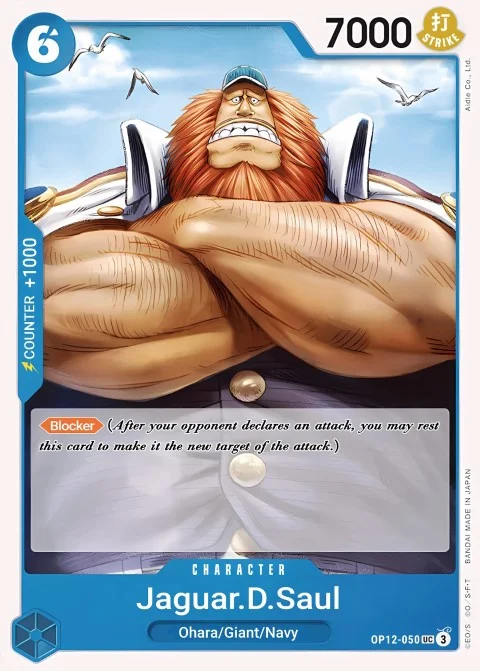 6
7000
打
STRIKE
Aidie Co., Ltd.
COUNTER +1000
Blocker (After your opponent declares an attack, you may rest
this card to make it the new target of the attack.)
CHARACTER
Jaguar.D.Saul
Ohara/Giant/Navy
OP12-050 UC 3
©E.O/S ©O/S·F·T BANDAI MADE IN JAPAN